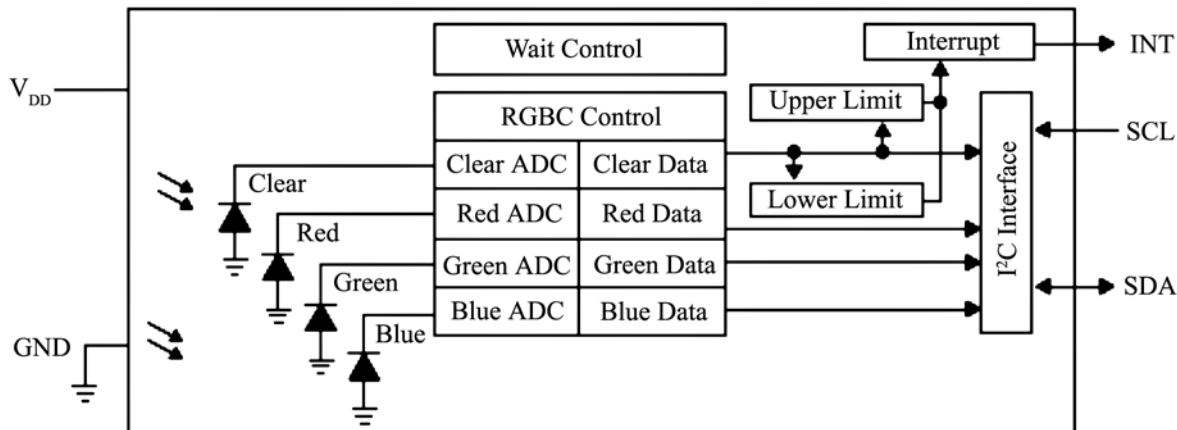 Wait Control
Interrupt
INT
V_DD
Upper Limit
RGBC Control
SCL
Clear ADC
Clear Data
Clear
Lower Limit
Red ADC
Red Data
Red
I²C Interface
Green ADC
Green Data
Green
SDA
Blue ADC
Blue Data
Blue
GND